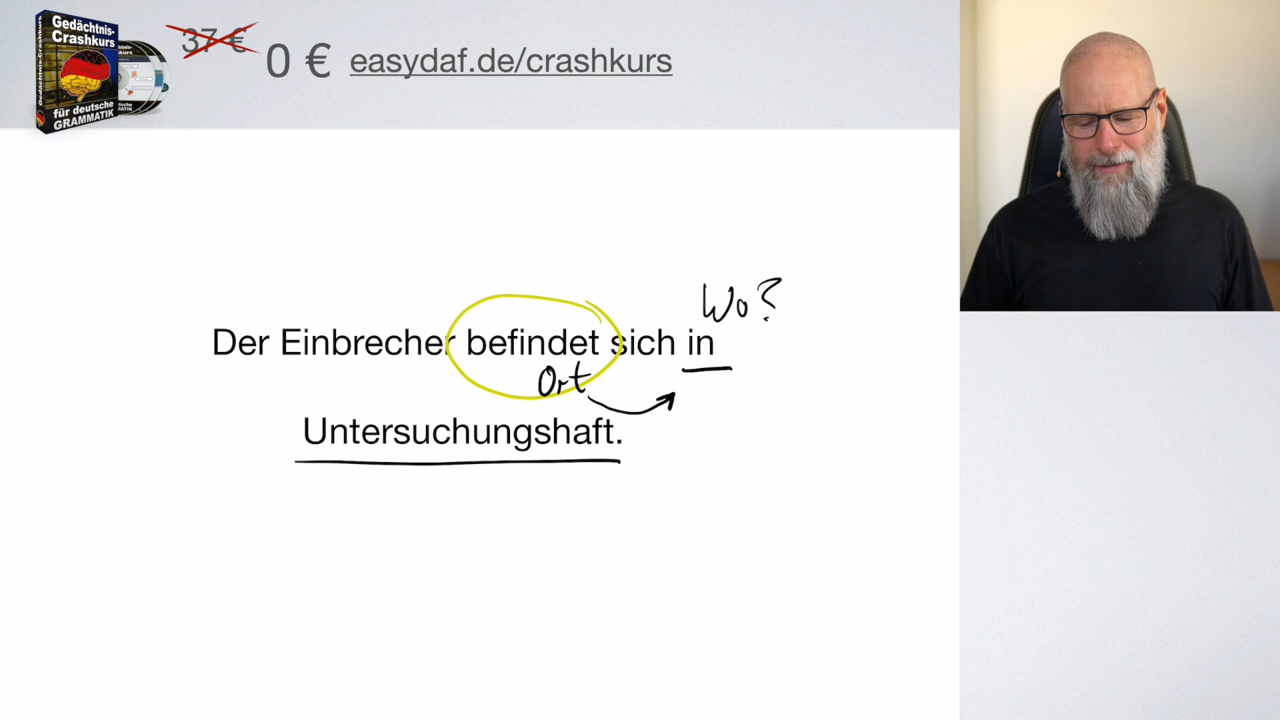 Gedächtnis-
Crashkurs
für deutsche
GRAMMATIK
37 €
0 €
easydaf.de/crashkurs
Wo?
Der Einbrecher befindet sich in
Ort
Untersuchungshaft.